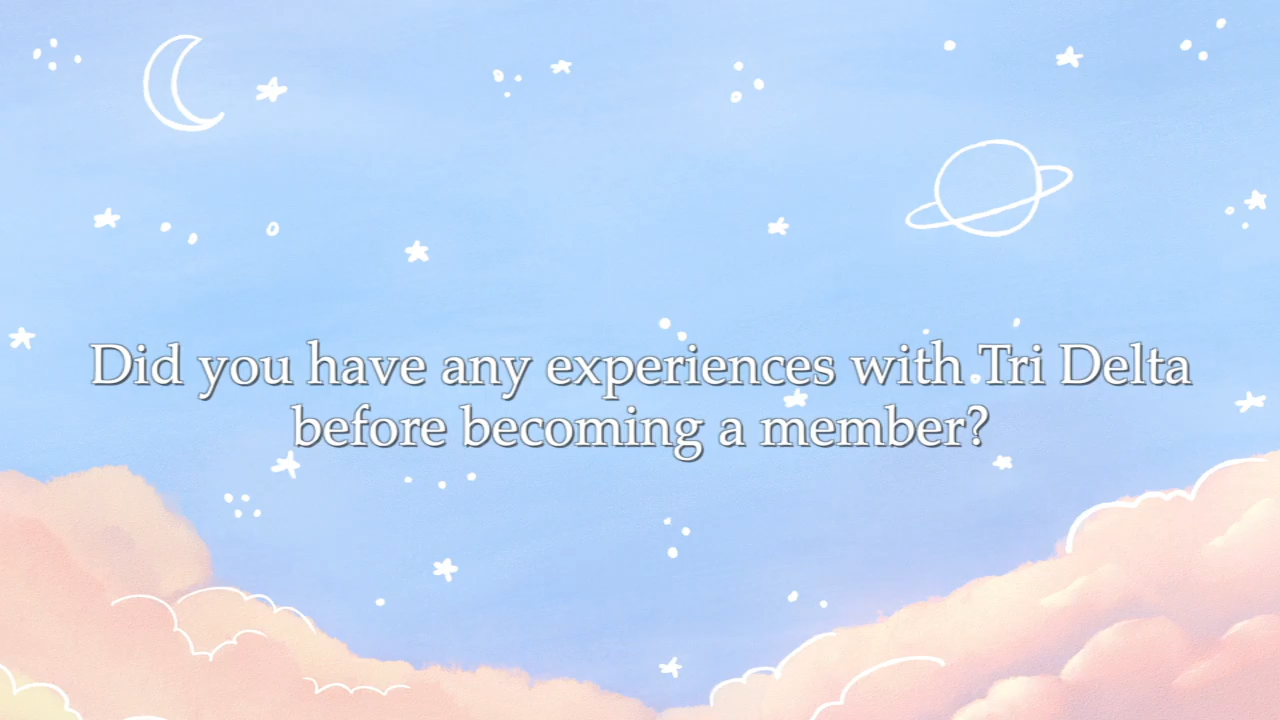 Did you have any experiences with Tri Delta
before becoming a member?